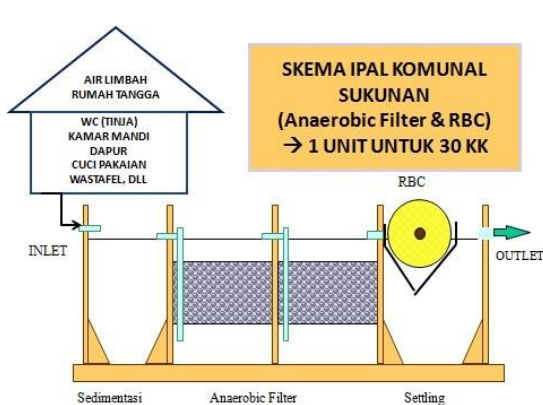 AIR LIMBAH
RUMAH TANGGA
WC (TINJA)
KAMAR MANDI
DAPUR
CUCI PAKAIAN
WASTAFEL, DLL
SKEMA IPAL KOMUNAL
SUKUNAN
(Anaerobic Filter & RBC)
→ 1 UNIT UNTUK 30 KK
RBC
INLET
OUTLET
Sedimentasi
Anaerobic Filter
Settling